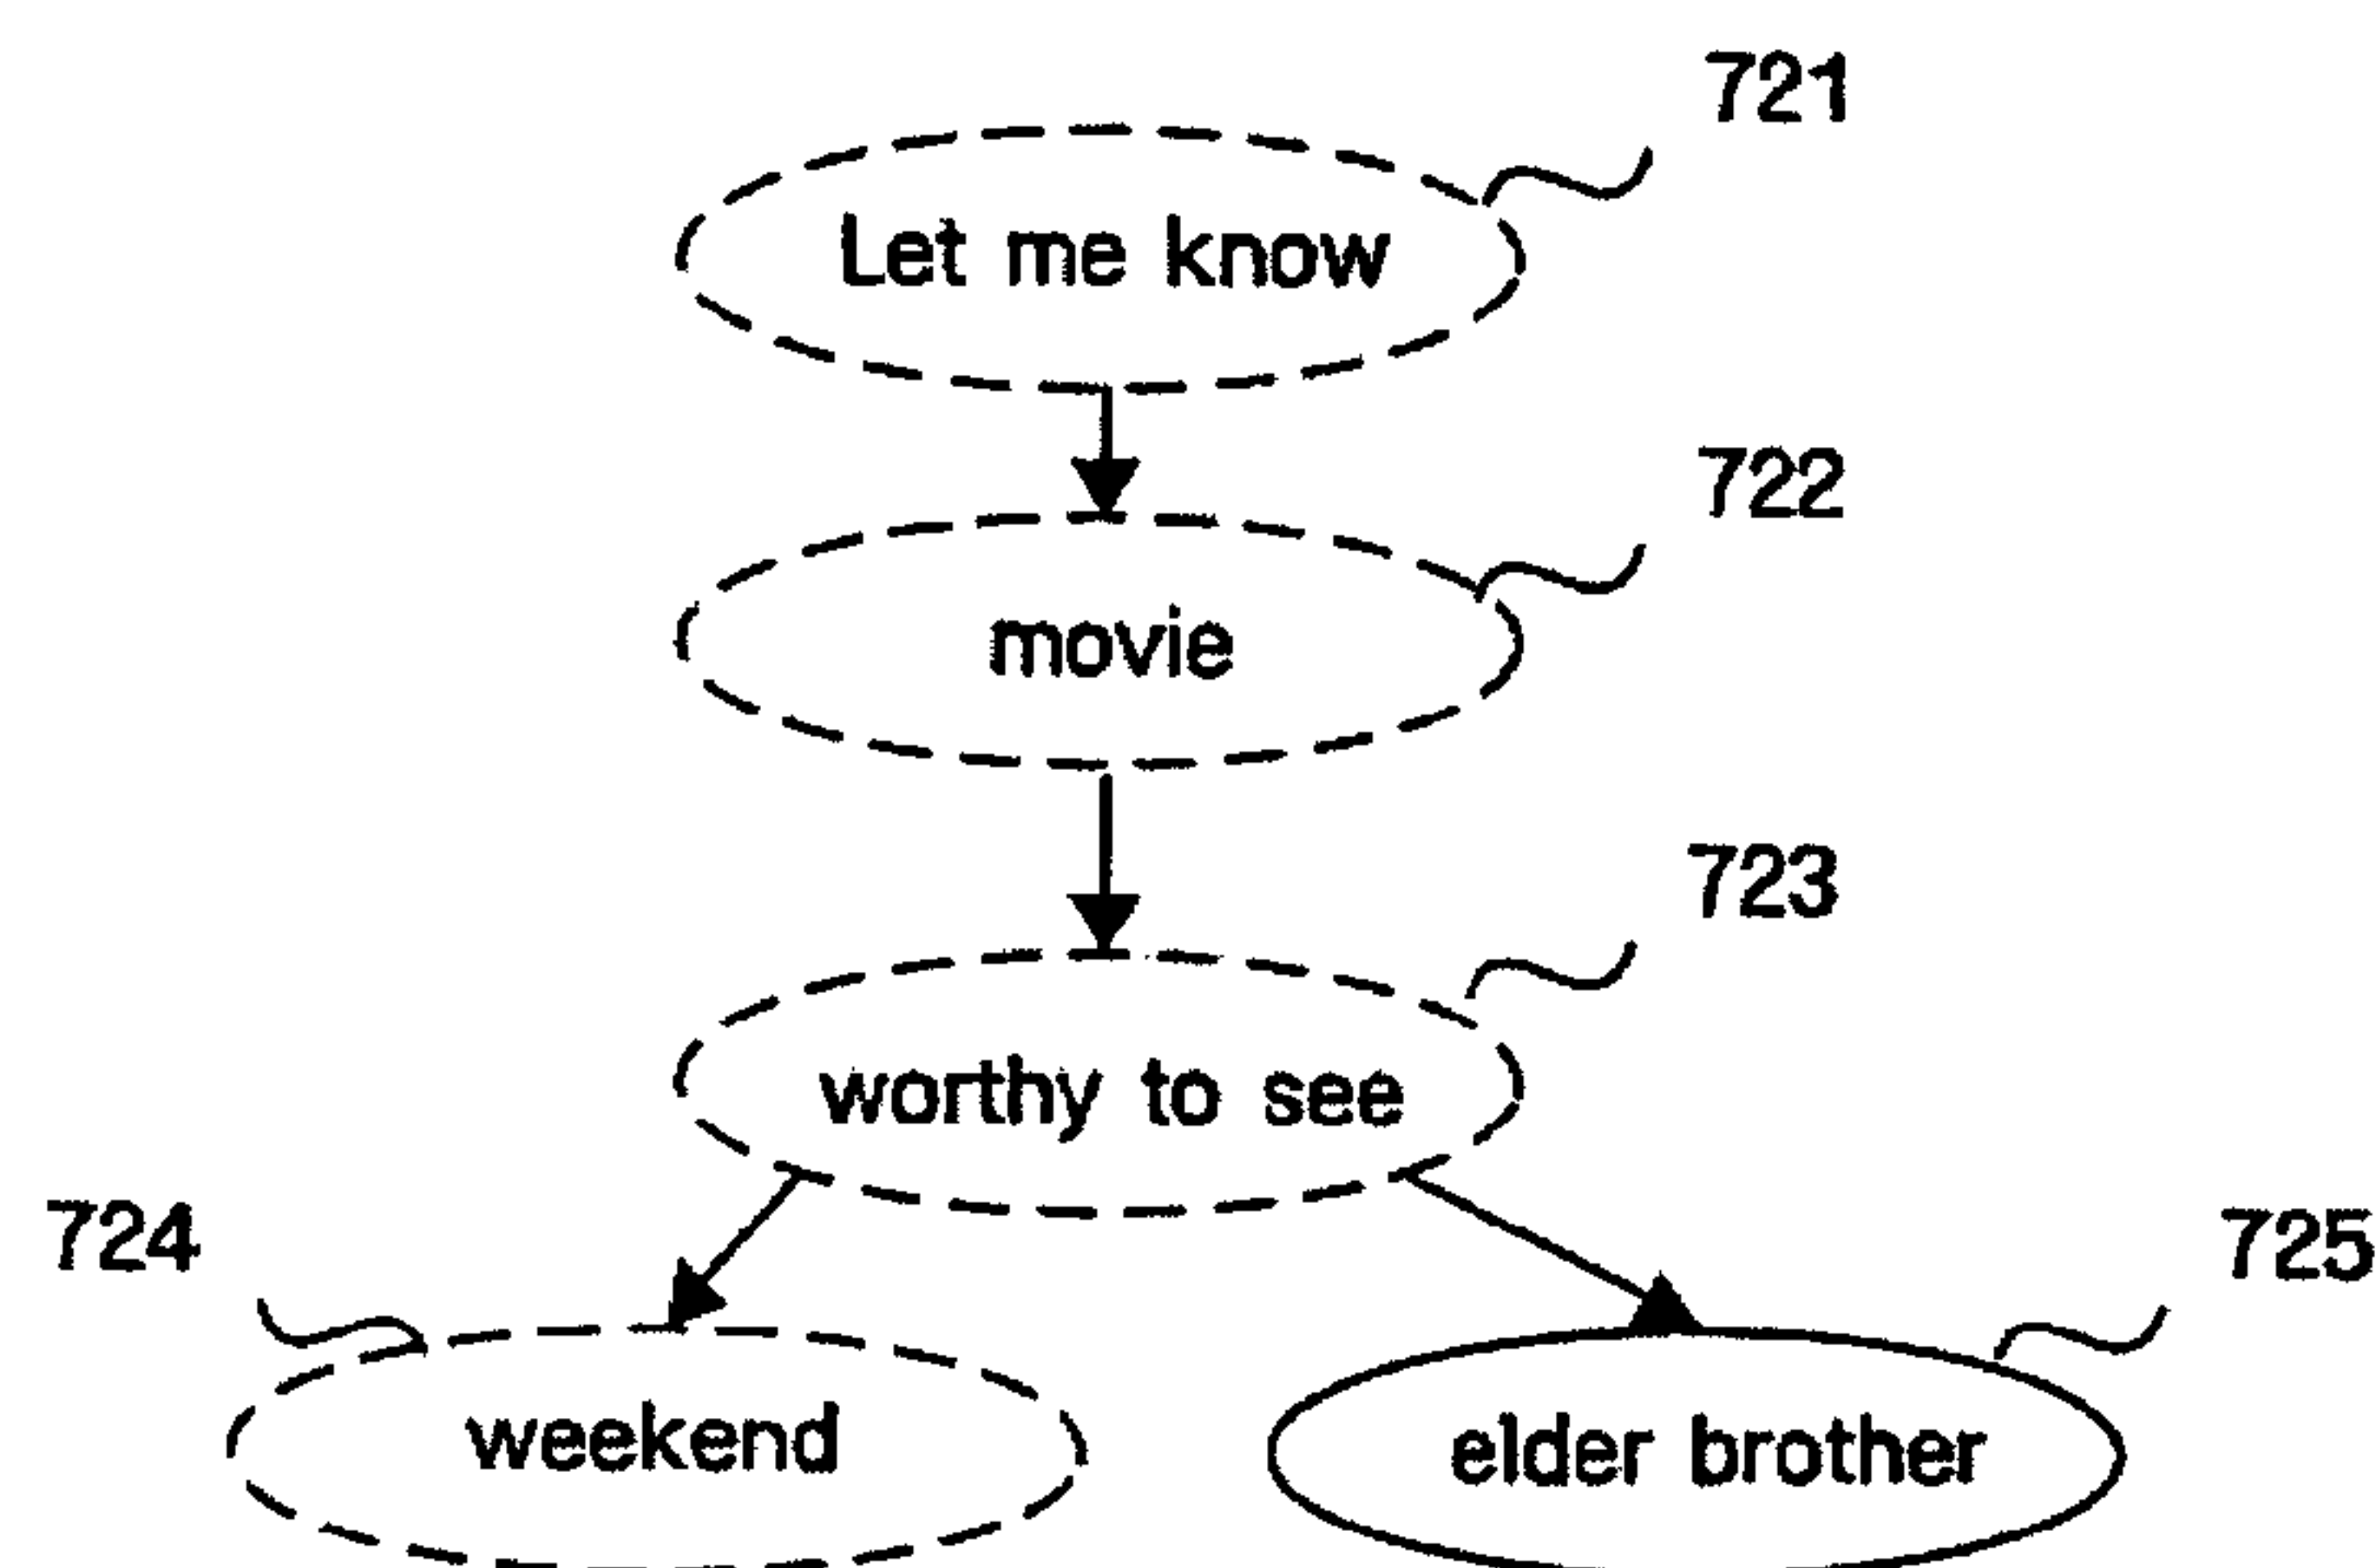 721
Let me know
722
movie
723
worthy to see
724
725
weekend
elder brother